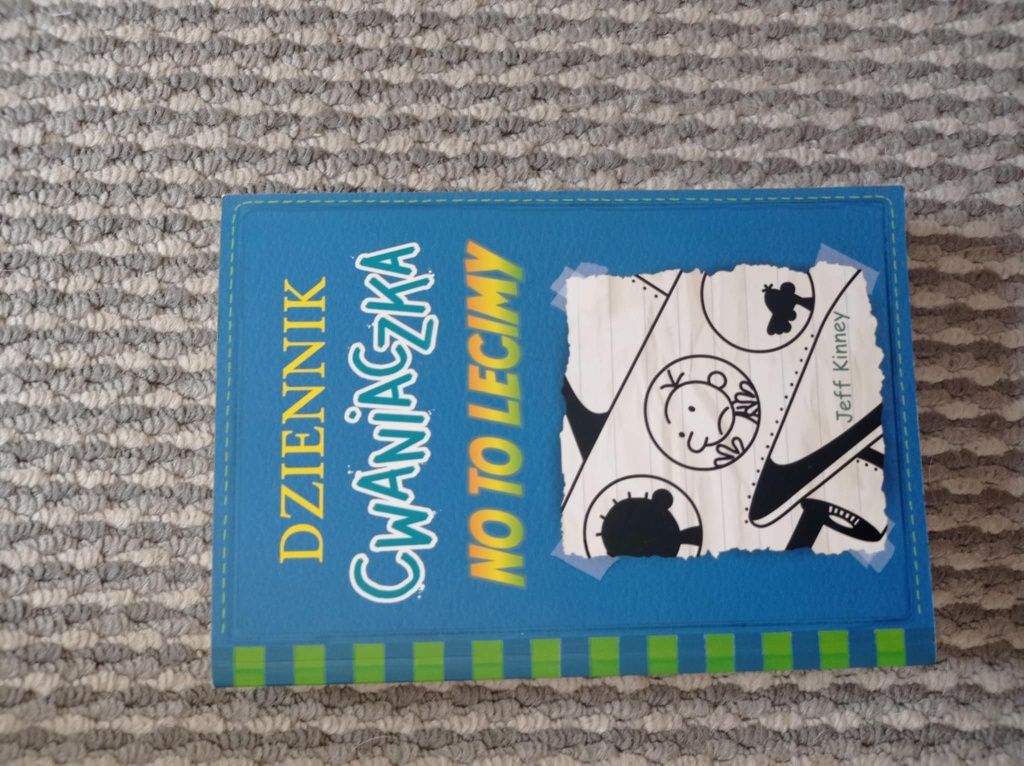 DZIENNIK
CWANIACZKA
NO TO LECIMY
Jeff Kinney